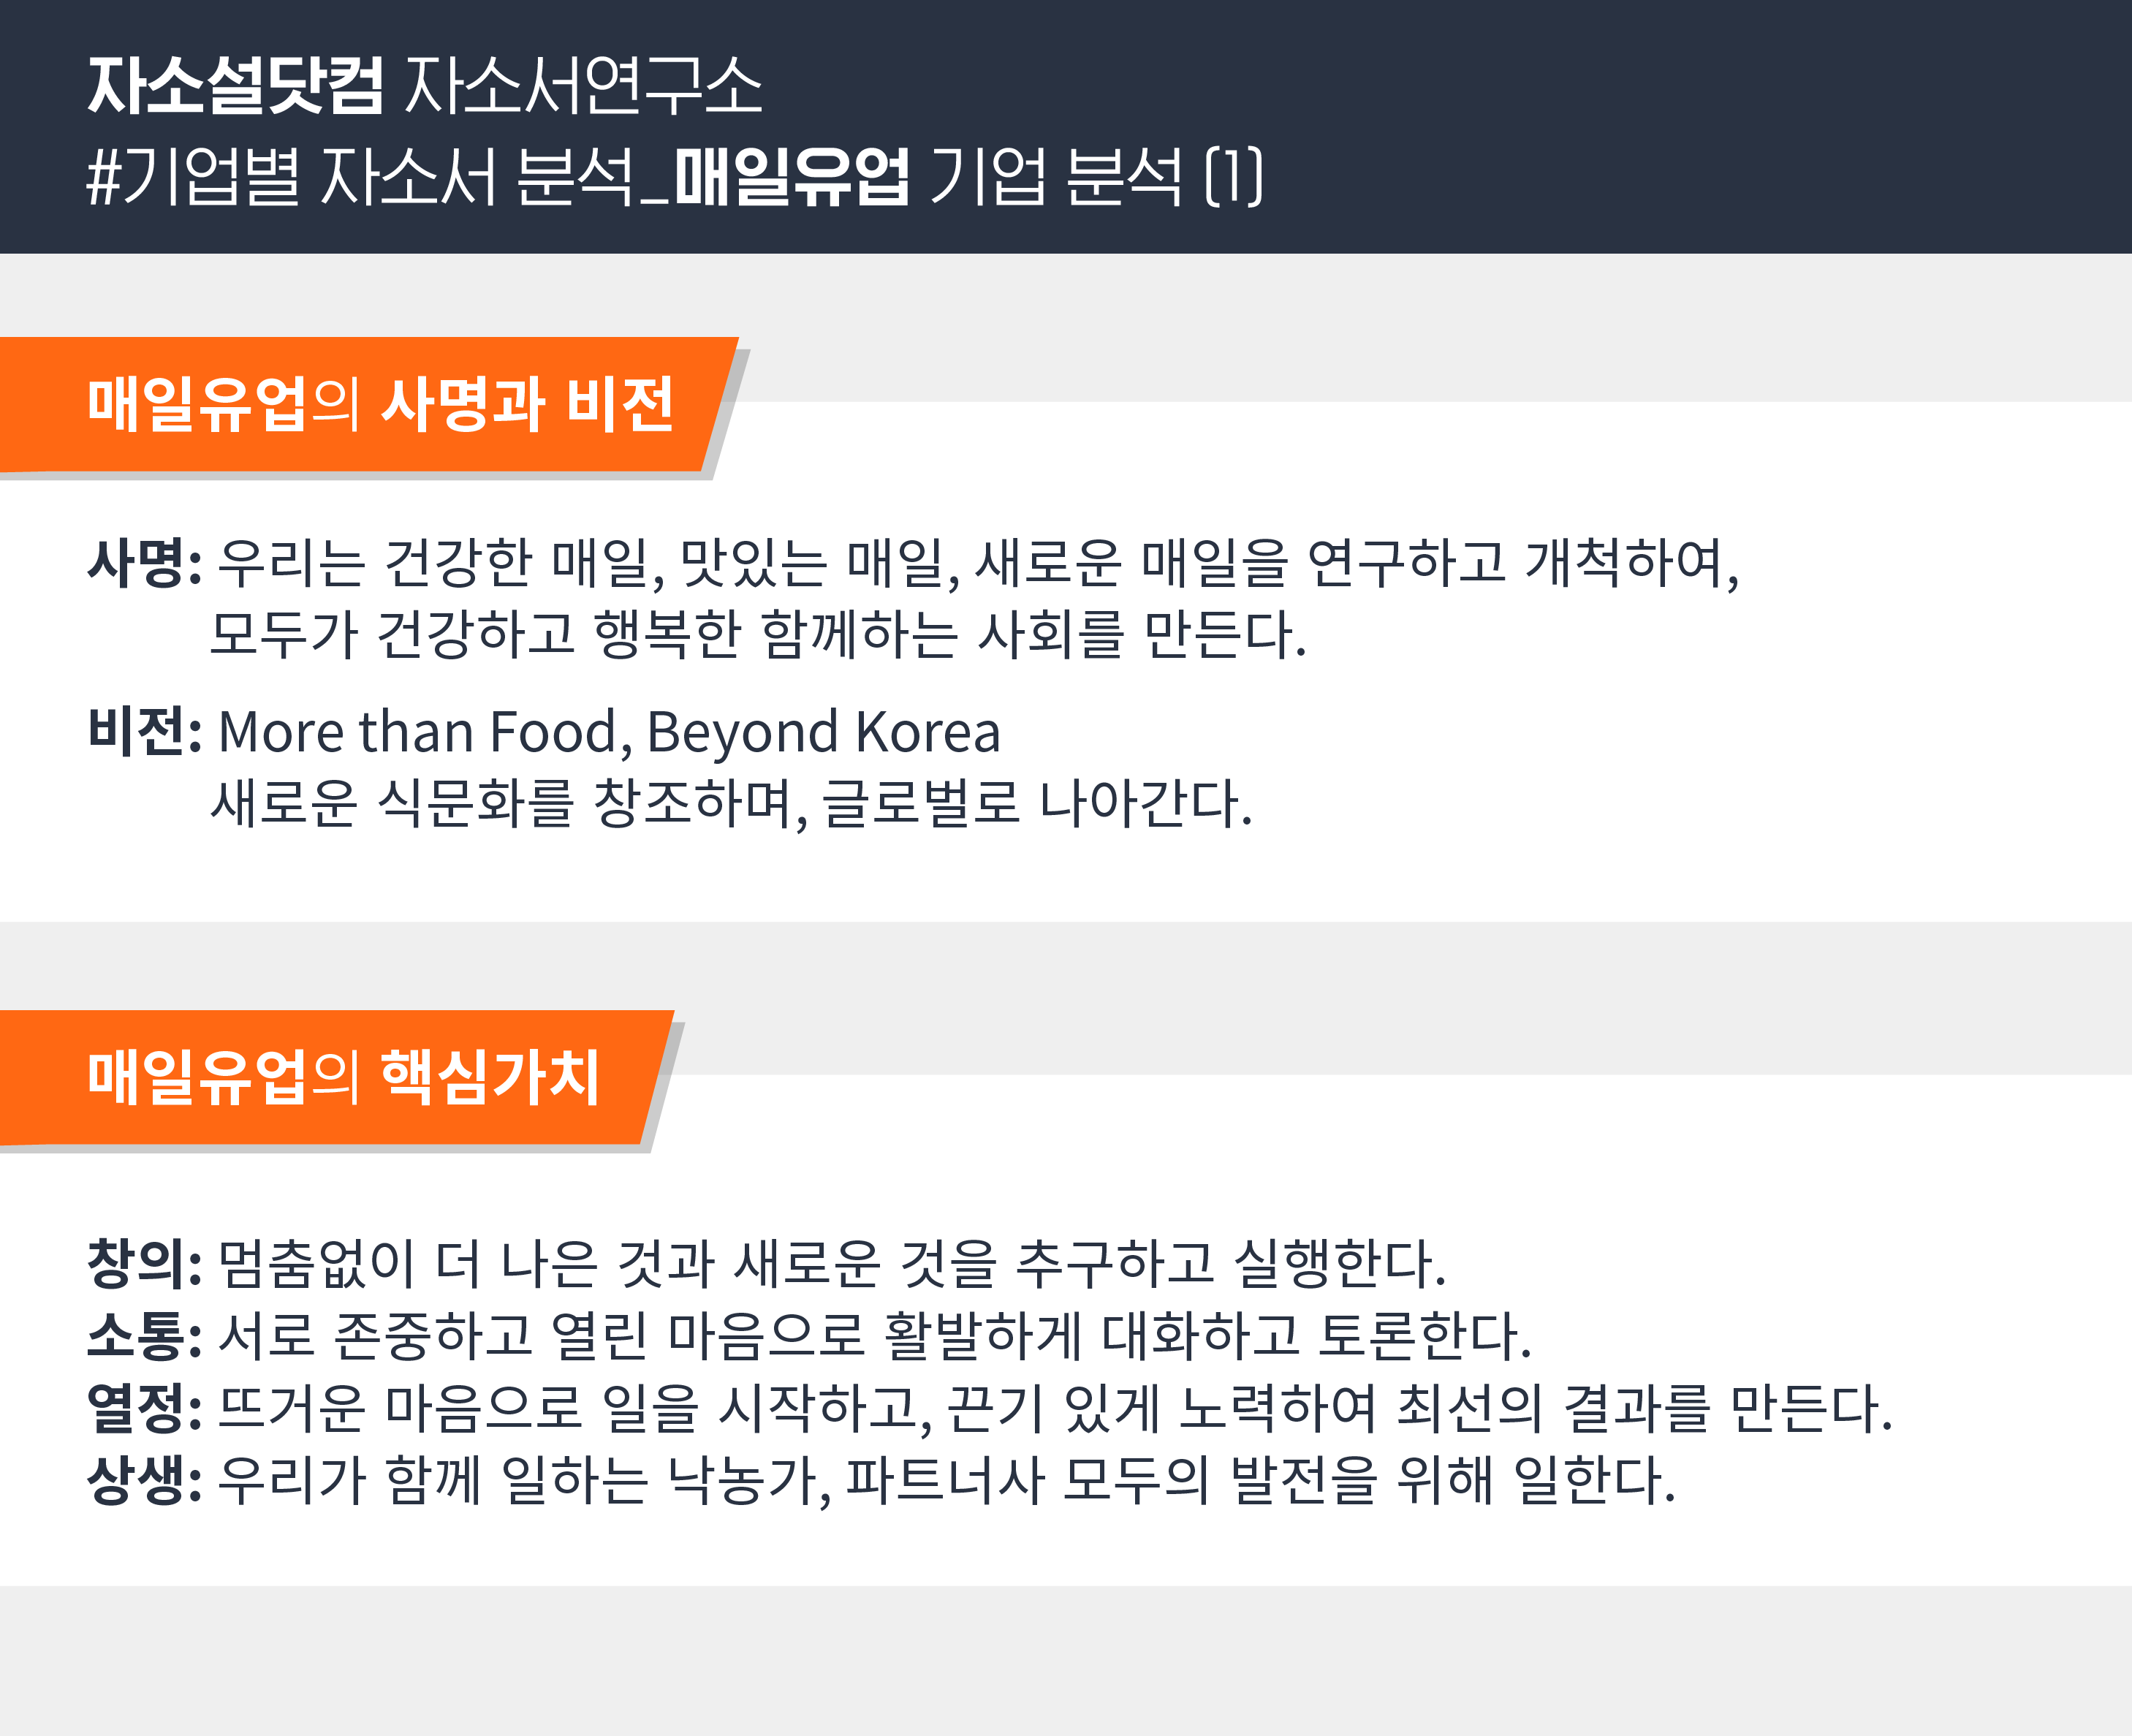 자소설닷컴 자소서연구소
#기업별 자소서 분석_매일유업 기업 분석 (1)
매일유업의 사명과 비전
사명: 우리는 건강한 매일, 맛있는 매일, 새로운 매일을 연구하고 개척하여,
모두가 건강하고 행복한 함께하는 사회를 만든다.
비전: More than Food, Beyond Korea
새로운 식문화를 창조하며, 글로벌로 나아간다.
매일유업의 핵심가치
창의: 멈춤없이 더 나은 것과 새로운 것을 추구하고 실행한다.
소통: 서로 존중하고 열린 마음으로 활발하게 대화하고 토론한다.
열정: 뜨거운 마음으로 일을 시작하고, 끈기 있게 노력하여 최선의 결과를 만든다.
상생: 우리가 함께 일하는 낙농가, 파트너사 모두의 발전을 위해 일한다.